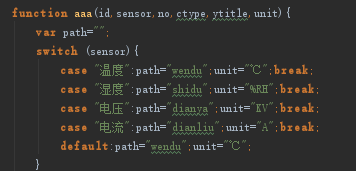 function aaa(id,sensor,no,ctype,ytitle,unit){
var path="";
switch (sensor){
case "温度":path="wendu";unit="℃";break;
case "湿度":path="shidu";unit="%RH";break;
case "电压":path="dianya";unit="KV";break;
case "电流":path="dianliu";unit="A";break;
default:path="wendu";unit="℃";
}